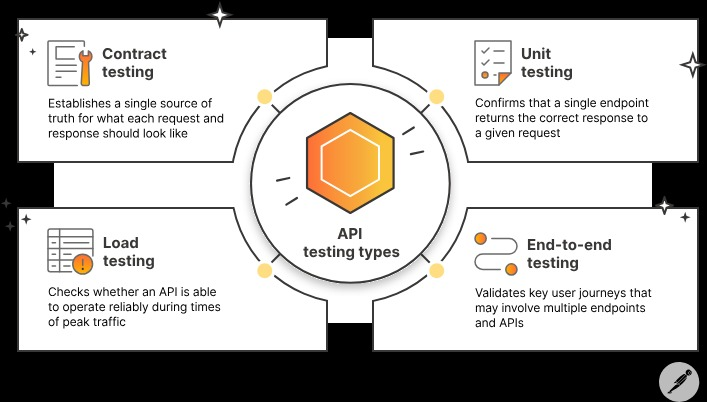 Contract
testing
Establishes a single source of
truth for what each request and
response should look like
Unit
testing
Confirms that a single endpoint
returns the correct response to
a given request
API
testing types
Load
testing
Checks whether an API is able
to operate reliably during times
of peak traffic
End-to-end
testing
Validates key user journeys that
may involve multiple endpoints
and APIs